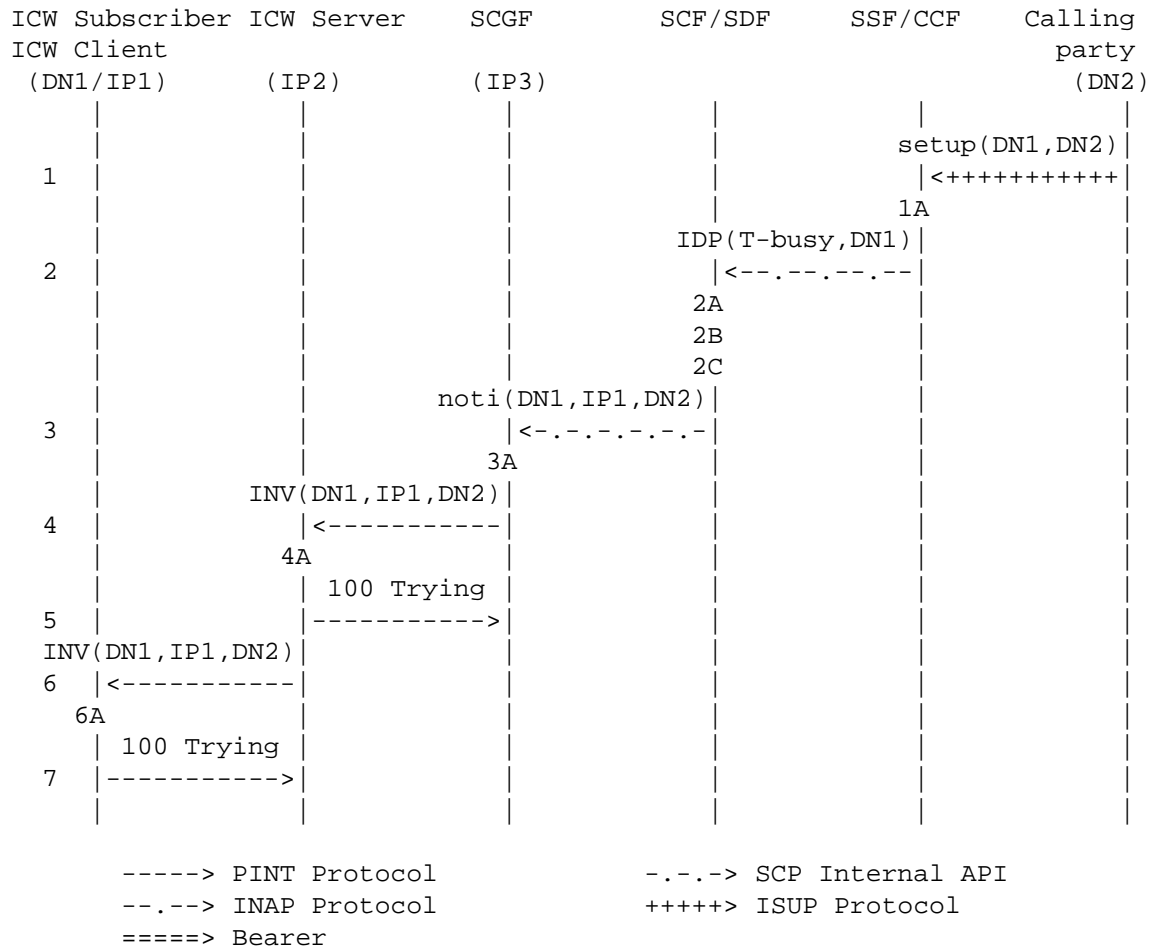 ICW Subscriber ICW Server SCGF SCF/SDF SSF/CCF Calling
ICW Client party
(DN1/IP1) (IP2) (IP3) (DN2)
setup(DN1,DN2)
1 |<+++++++++++|
1A
IDP(T-busy,DN1)
2 |<--.--.--.--|
2A
2B
2C
noti(DN1,IP1,DN2)
3 |<-.-.-.-.-.-|
3A
INV(DN1,IP1,DN2)
4 |<-----------|
4A
100 Trying
5 |----------->|
INV(DN1,IP1,DN2)
6 |<-----------|
6A
100 Trying
7 |----------->|
-----> PINT Protocol -.-.-> SCP Internal API
--.--> INAP Protocol +++++> ISUP Protocol
=====> Bearer